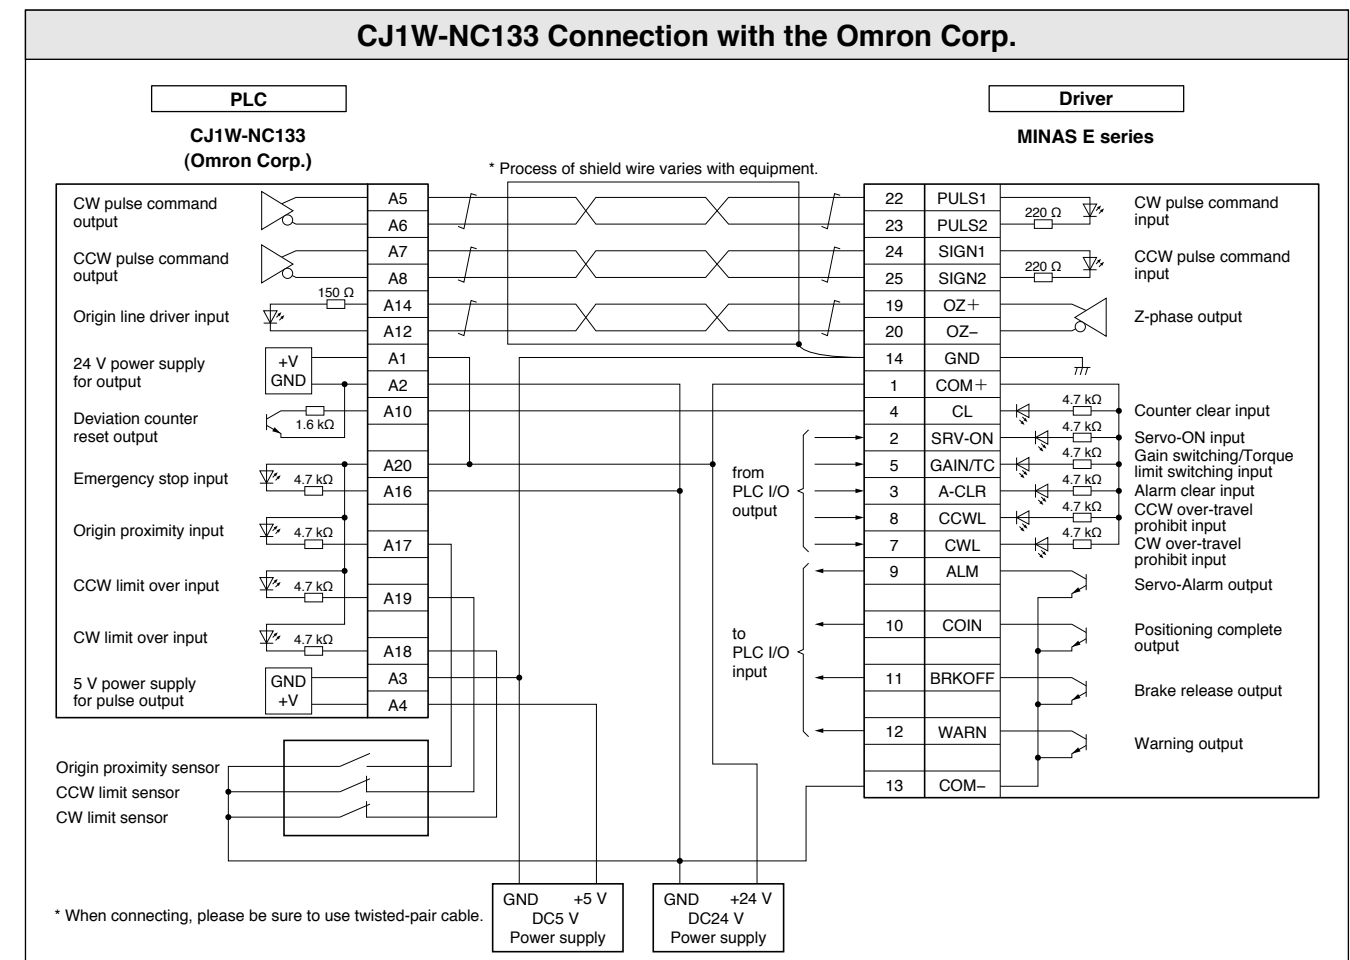 CJ1W-NC133 Connection with the Omron Corp.
PLC
CJ1W-NC133
(Omron Corp.)
Driver
MINAS E series
* Process of shield wire varies with equipment.
CW pulse command
output
A5
A6
CCW pulse command
output
A7
A8
Origin line driver input
150 Ω
A14
A12
24 V power supply
for output
+V
GND
A1
A2
Deviation counter
reset output
1.6 kΩ
A10
Emergency stop input
4.7 kΩ
A20
A16
Origin proximity input
4.7 kΩ
A17
CCW limit over input
4.7 kΩ
A19
CW limit over input
4.7 kΩ
A18
5 V power supply
for pulse output
GND
+V
A3
A4
Origin proximity sensor
CCW limit sensor
CW limit sensor
22 PULS1
23 PULS2
220 Ω
CW pulse command
input
24 SIGN1
25 SIGN2
220 Ω
CCW pulse command
input
19 OZ+
20 OZ−
Z-phase output
14 GND
1 COM+
4 CL
4.7 kΩ
Counter clear input
from
PLC I/O
output
2 SRV-ON
4.7 kΩ
Servo-ON input
5 GAIN/TC
4.7 kΩ
Gain switching/Torque
limit switching input
3 A-CLR
4.7 kΩ
Alarm clear input
8 CCWL
4.7 kΩ
CCW over-travel
prohibit input
7 CWL
4.7 kΩ
CW over-travel
prohibit input
to
PLC I/O
input
9 ALM
Servo-Alarm output
10 COIN
Positioning complete
output
11 BRKOFF
Brake release output
12 WARN
Warning output
13 COM−
* When connecting, please be sure to use twisted-pair cable.
GND +5 V
DC5 V
Power supply
GND +24 V
DC24 V
Power supply